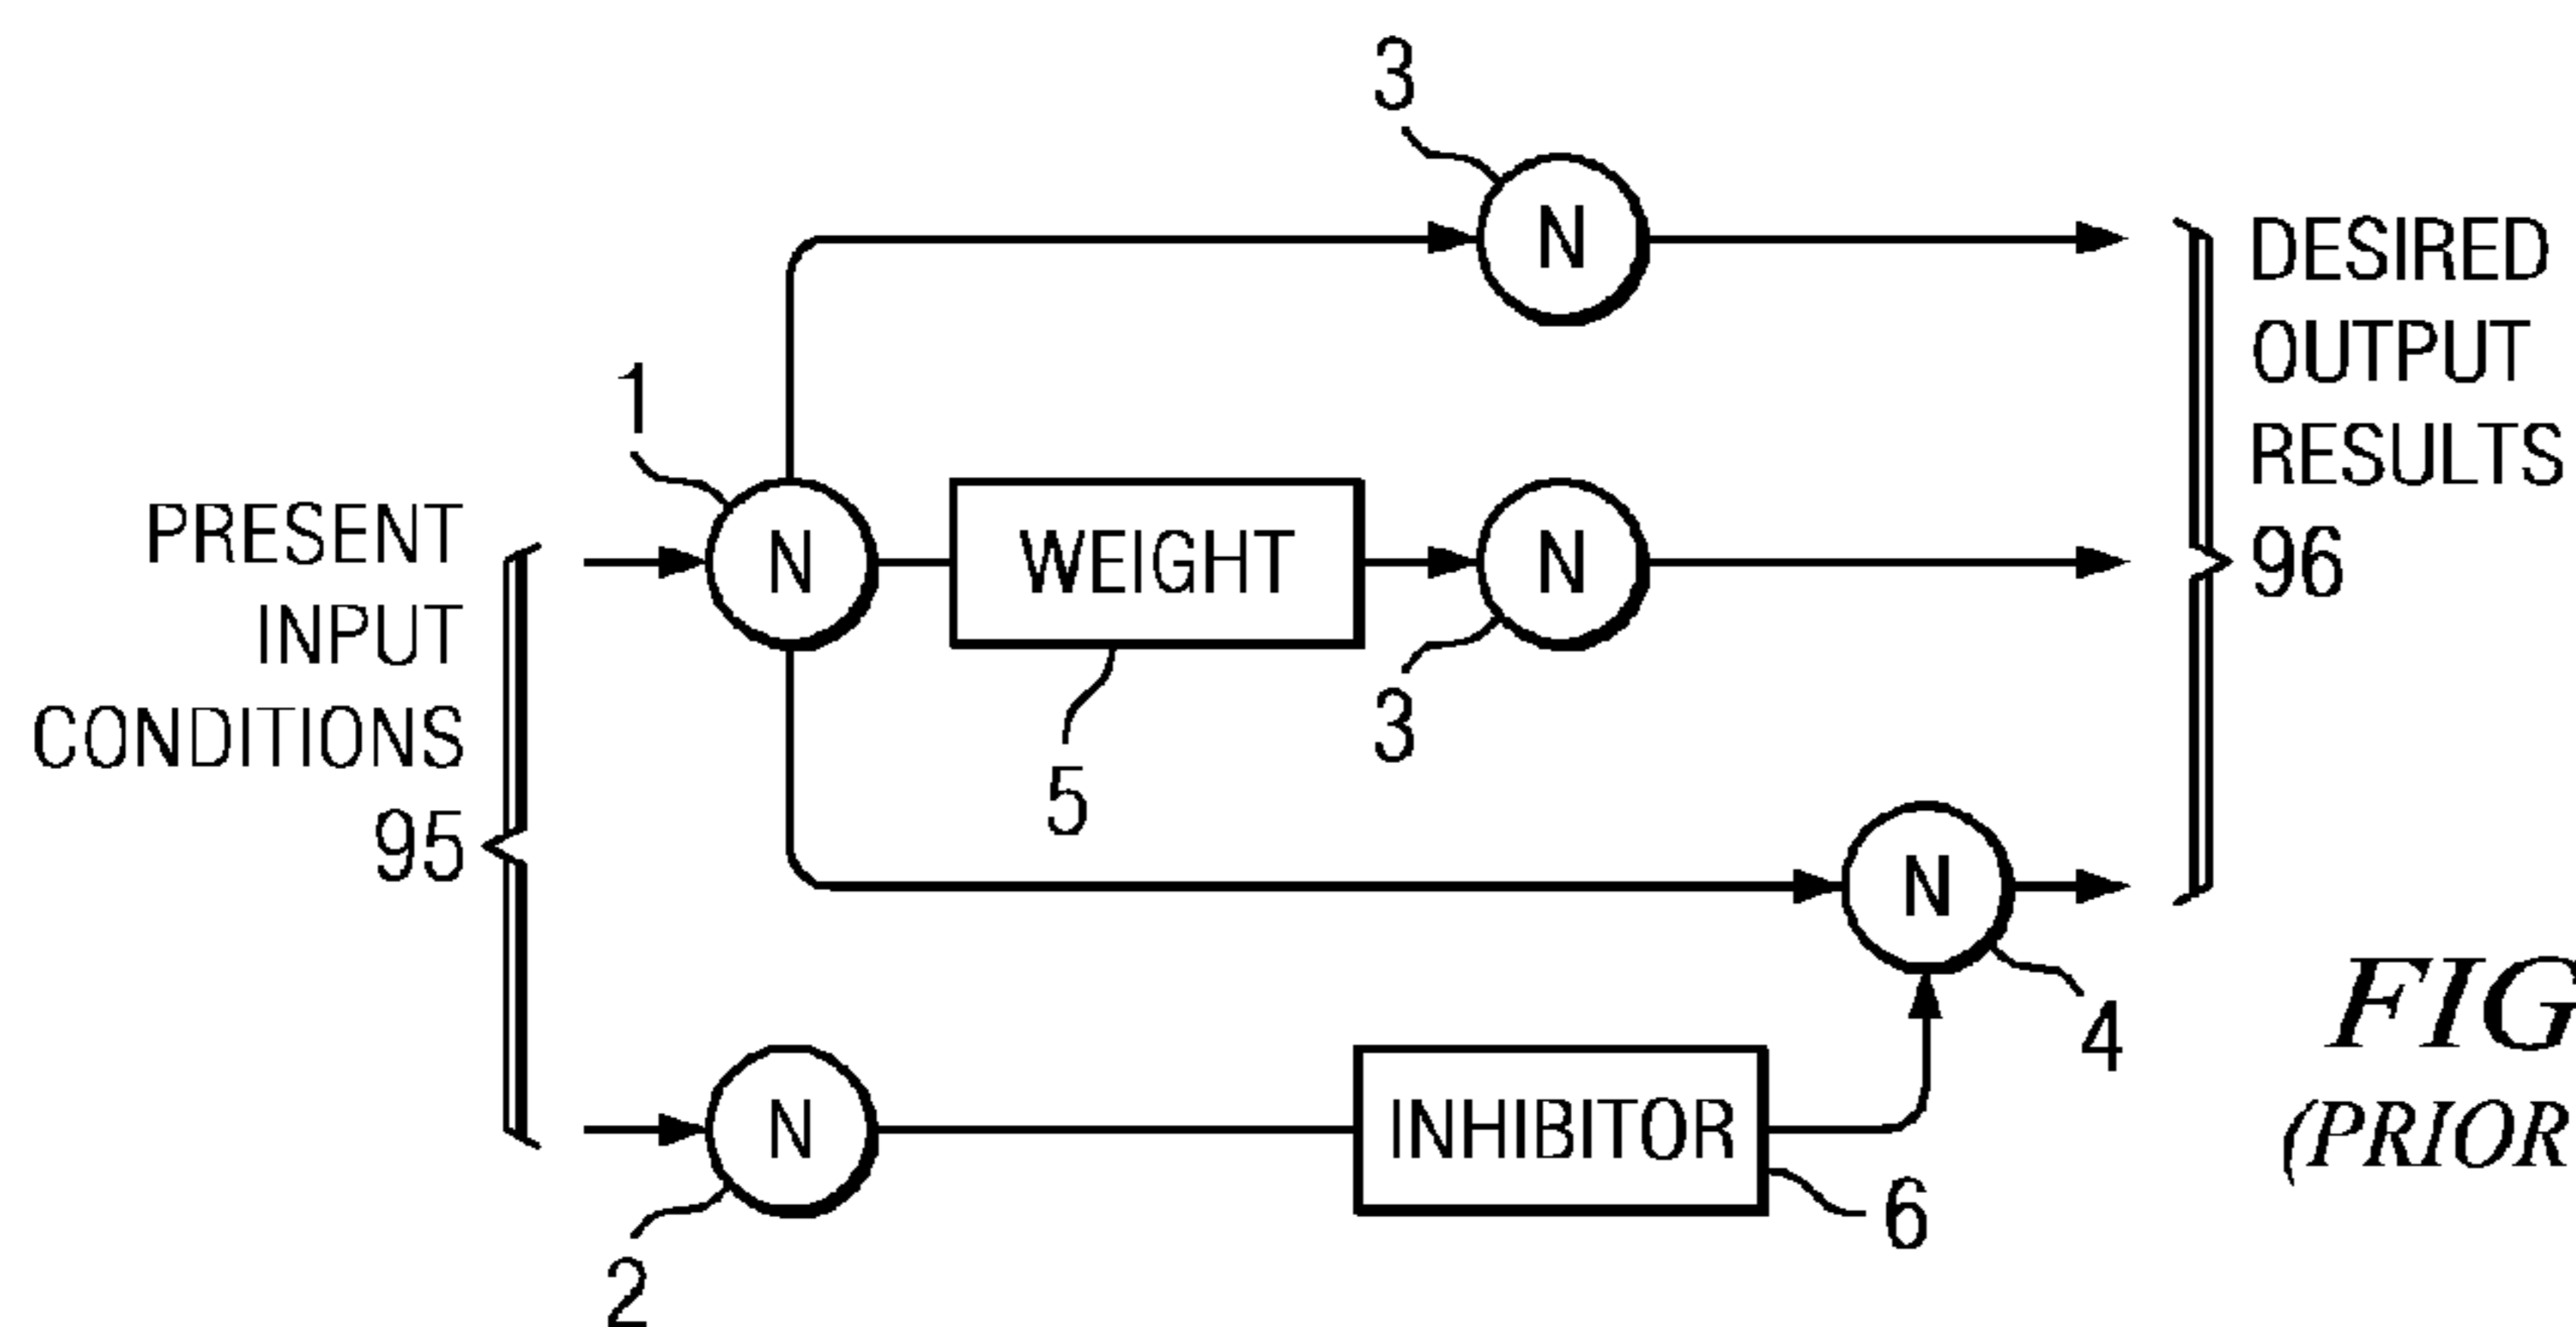 3
N
DESIRED
OUTPUT
RESULTS
96
1
PRESENT
INPUT
CONDITIONS
95
N
WEIGHT
N
5
3
N
4
N
INHIBITOR
2
6
FIG
(PRIOR